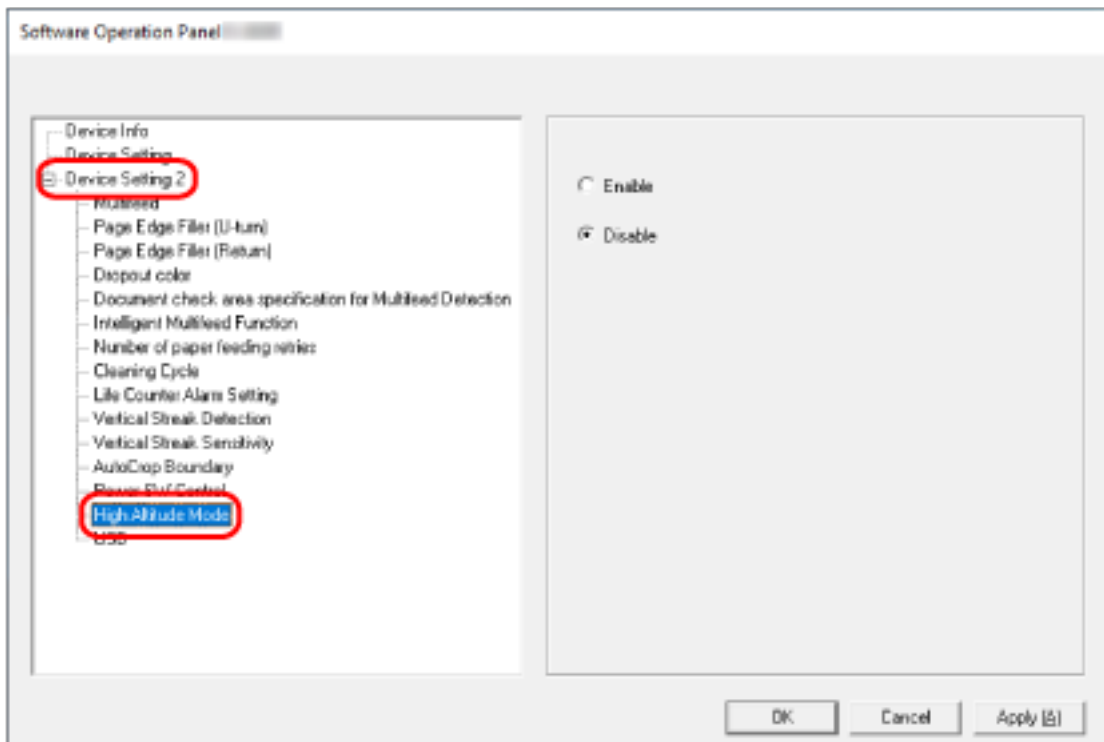 Software Operation Panel
Device Info
Device Setting
Device Setting 2
Multifeed
Page Edge Filler (U-turn)
Page Edge Filler (Return)
Dropout color
Document check area specification for Multifeed Detection
Intelligent Multifeed Function
Number of paper feeding retries
Cleaning Cycle
Life Counter Alarm Setting
Vertical Streak Detection
Vertical Streak Sensitivity
AutoCrop Boundary
Power SW Control
High Altitude Mode
USB
Enable
Disable
OK
Cancel
Apply (A)